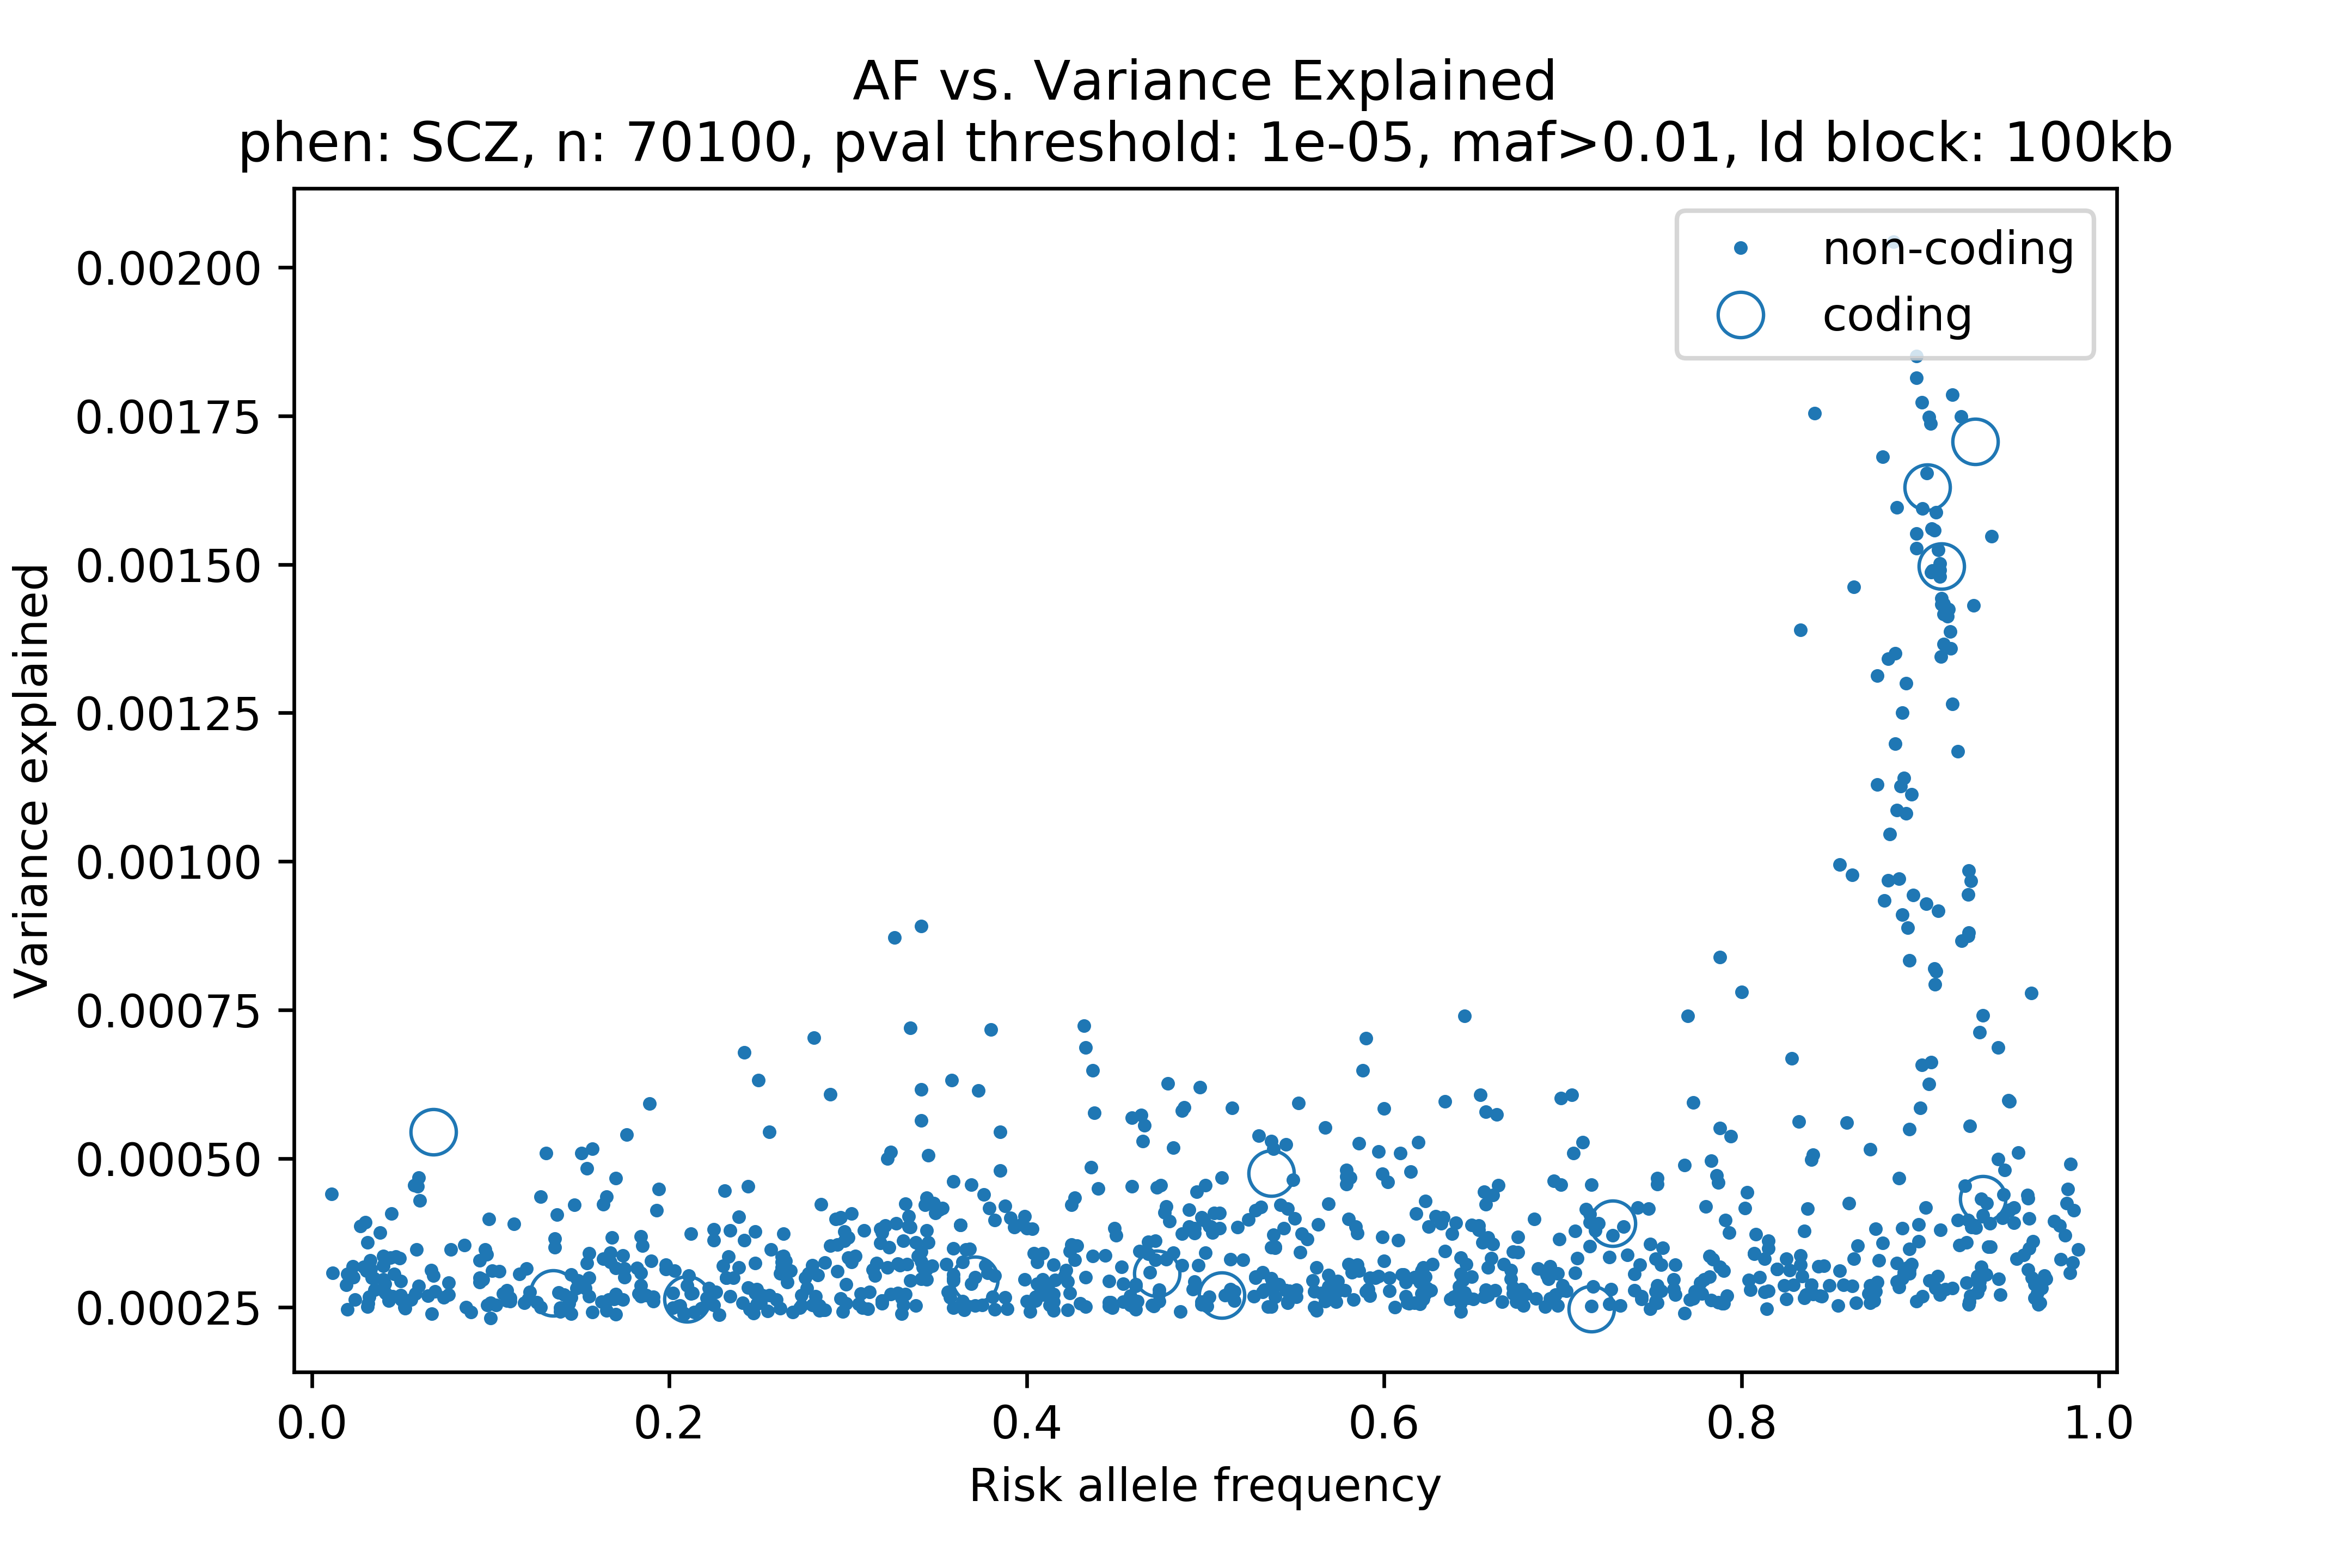 AF vs. Variance Explained
phen: SCZ, n: 70100, pval threshold: 1e-05, maf>0.01, ld block: 100kb
non-coding
coding
0.00200
0.00175
0.00150
0.00125
0.00100
0.00075
0.00050
0.00025
Variance explained
0.0 0.2 0.4 0.6 0.8 1.0
Risk allele frequency